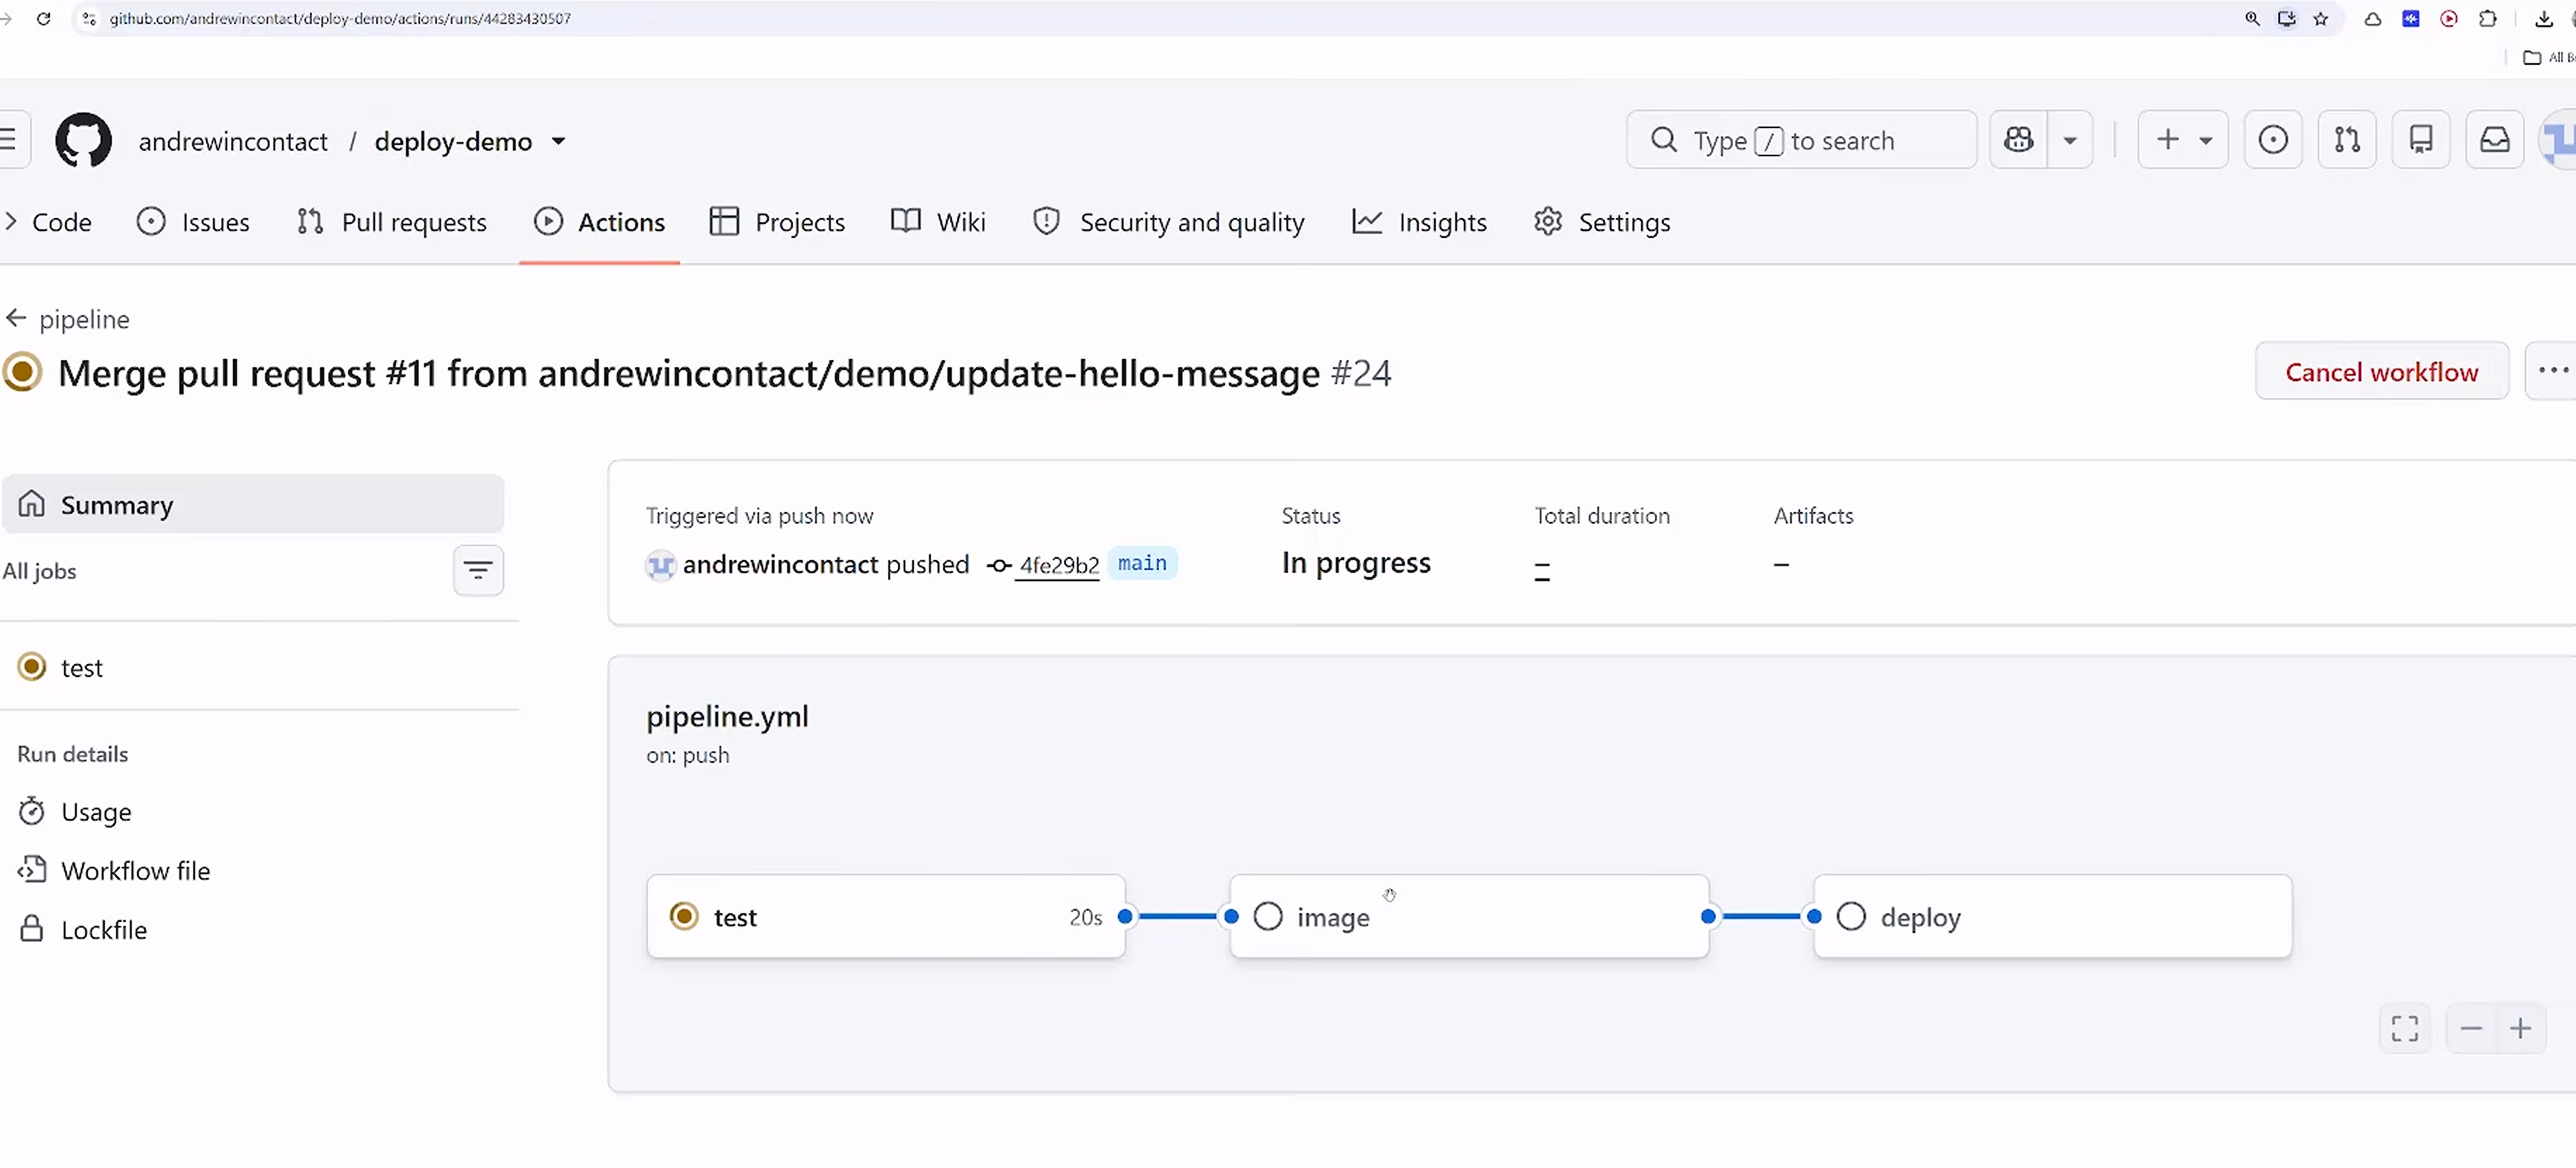 github.com/andrewincontact/deploy-demo/actions/runs/44283430507
All B
andrewincontact / deploy-demo
Type / to search
Code Issues Pull requests Actions Projects Wiki Security and quality Insights Settings
pipeline
Merge pull request #11 from andrewincontact/demo/update-hello-message #24
Cancel workflow
Summary
All jobs
test
Run details
Usage
Workflow file
Lockfile
Triggered via push now Status Total duration Artifacts
andrewincontact pushed 4fe29b2 main In progress – –
pipeline.yml
on: push
test 20s image deploy